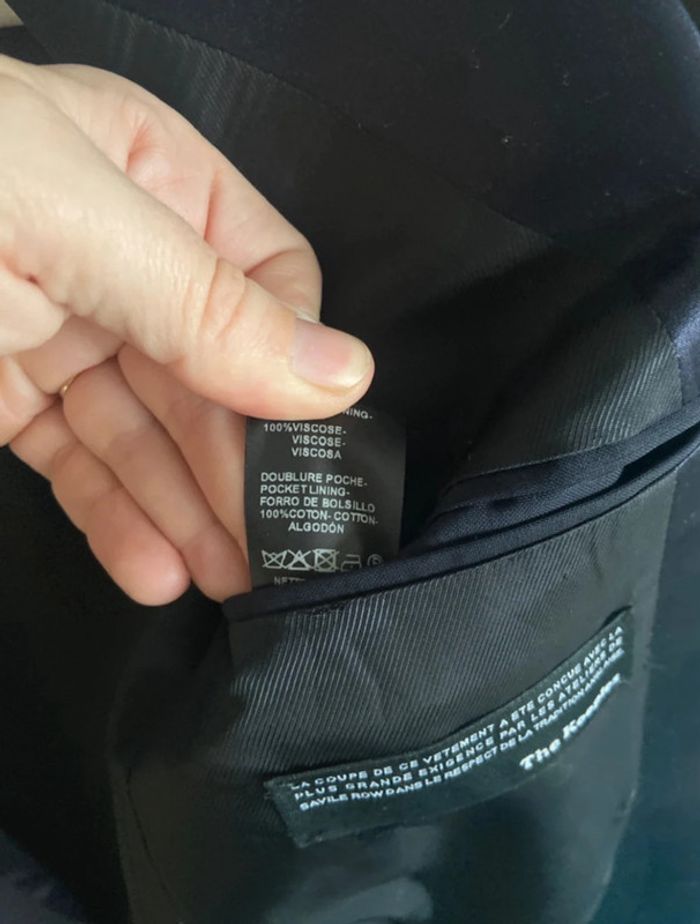 NING-
100%VISCOSE-
VISCOSE-
VISCOSA
DOUBLURE POCHE-
POCKET LINING-
FORRO DE BOLSILLO
100%COTON- COTTON-
ALGODÓN
LA COUPE DE CE VETEMENT A ETE CONCUE AVEC LA
PLUS GRANDE EXIGENCE PAR LES ATELIERS DE
SAVILE ROW DANS LE RESPECT DE LA TRADITION ANGLAISE
The Kooples